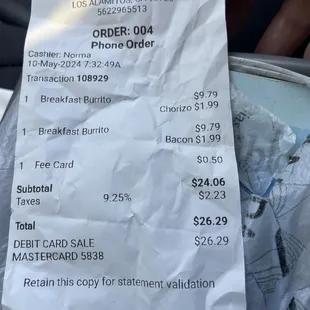 LOS ALAMITOS,
5622965513
ORDER: 004
Phone Order
Cashier: Norma
10-May-2024 7:32:49A
Transaction 108929
1 Breakfast Burrito $9.79
Chorizo $1.99
1 Breakfast Burrito $9.79
Bacon $1.99
1 Fee Card $0.50
Subtotal $24.06
Taxes 9.25% $2.23
Total $26.29
DEBIT CARD SALE $26.29
MASTERCARD 5838
Retain this copy for statement validation